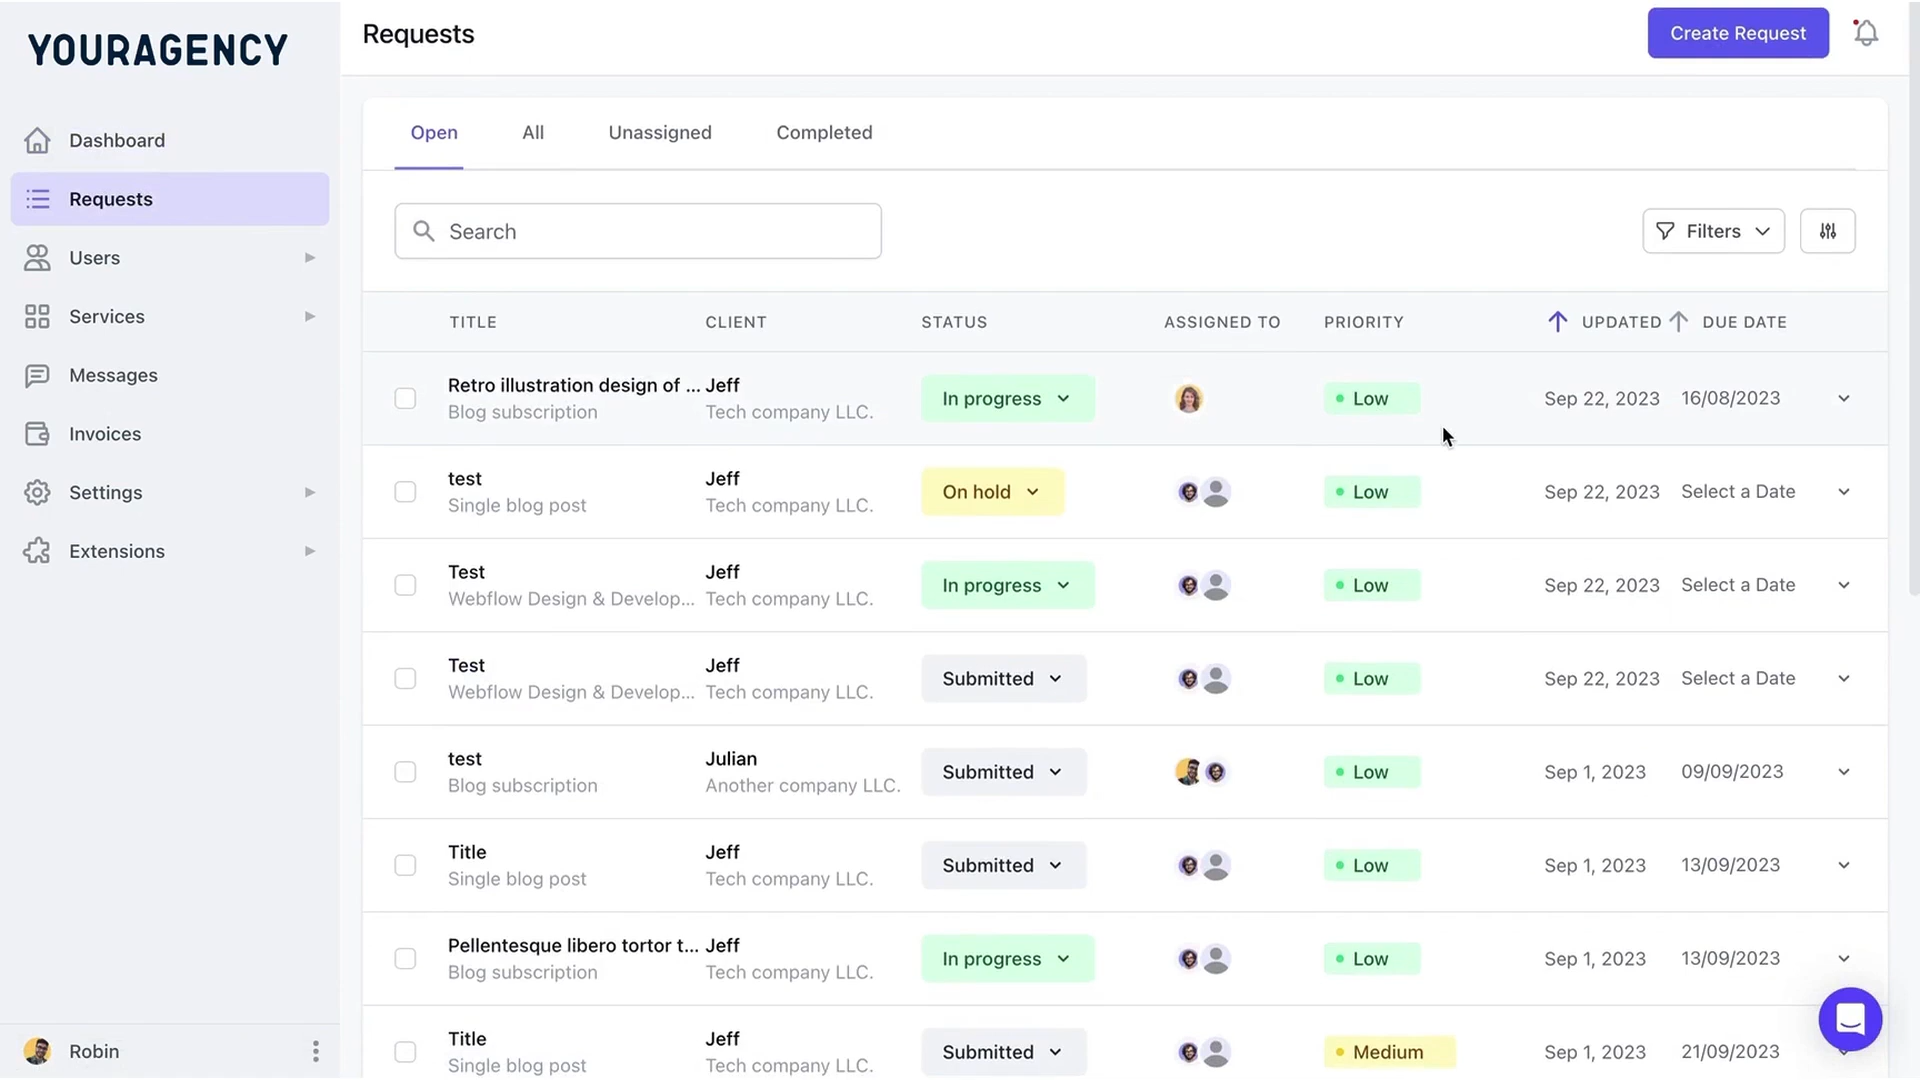 YOURAGENCY
Dashboard
Requests
Users
Services
Messages
Invoices
Settings
Extensions
Robin
Requests
Create Request
Open All Unassigned Completed
Search
Filters
TITLE CLIENT STATUS ASSIGNED TO PRIORITY UPDATED DUE DATE
Retro illustration design of ... Jeff
Blog subscription Tech company LLC.
In progress Low Sep 22, 2023 16/08/2023
test Jeff
Single blog post Tech company LLC.
On hold Low Sep 22, 2023 Select a Date
Test Jeff
Webflow Design & Develop... Tech company LLC.
In progress Low Sep 22, 2023 Select a Date
Test Jeff
Webflow Design & Develop... Tech company LLC.
Submitted Low Sep 22, 2023 Select a Date
test Julian
Blog subscription Another company LLC.
Submitted Low Sep 1, 2023 09/09/2023
Title Jeff
Single blog post Tech company LLC.
Submitted Low Sep 1, 2023 13/09/2023
Pellentesque libero tortor t... Jeff
Blog subscription Tech company LLC.
In progress Low Sep 1, 2023 13/09/2023
Title Jeff
Single blog post Tech company LLC.
Submitted Medium Sep 1, 2023 21/09/2023